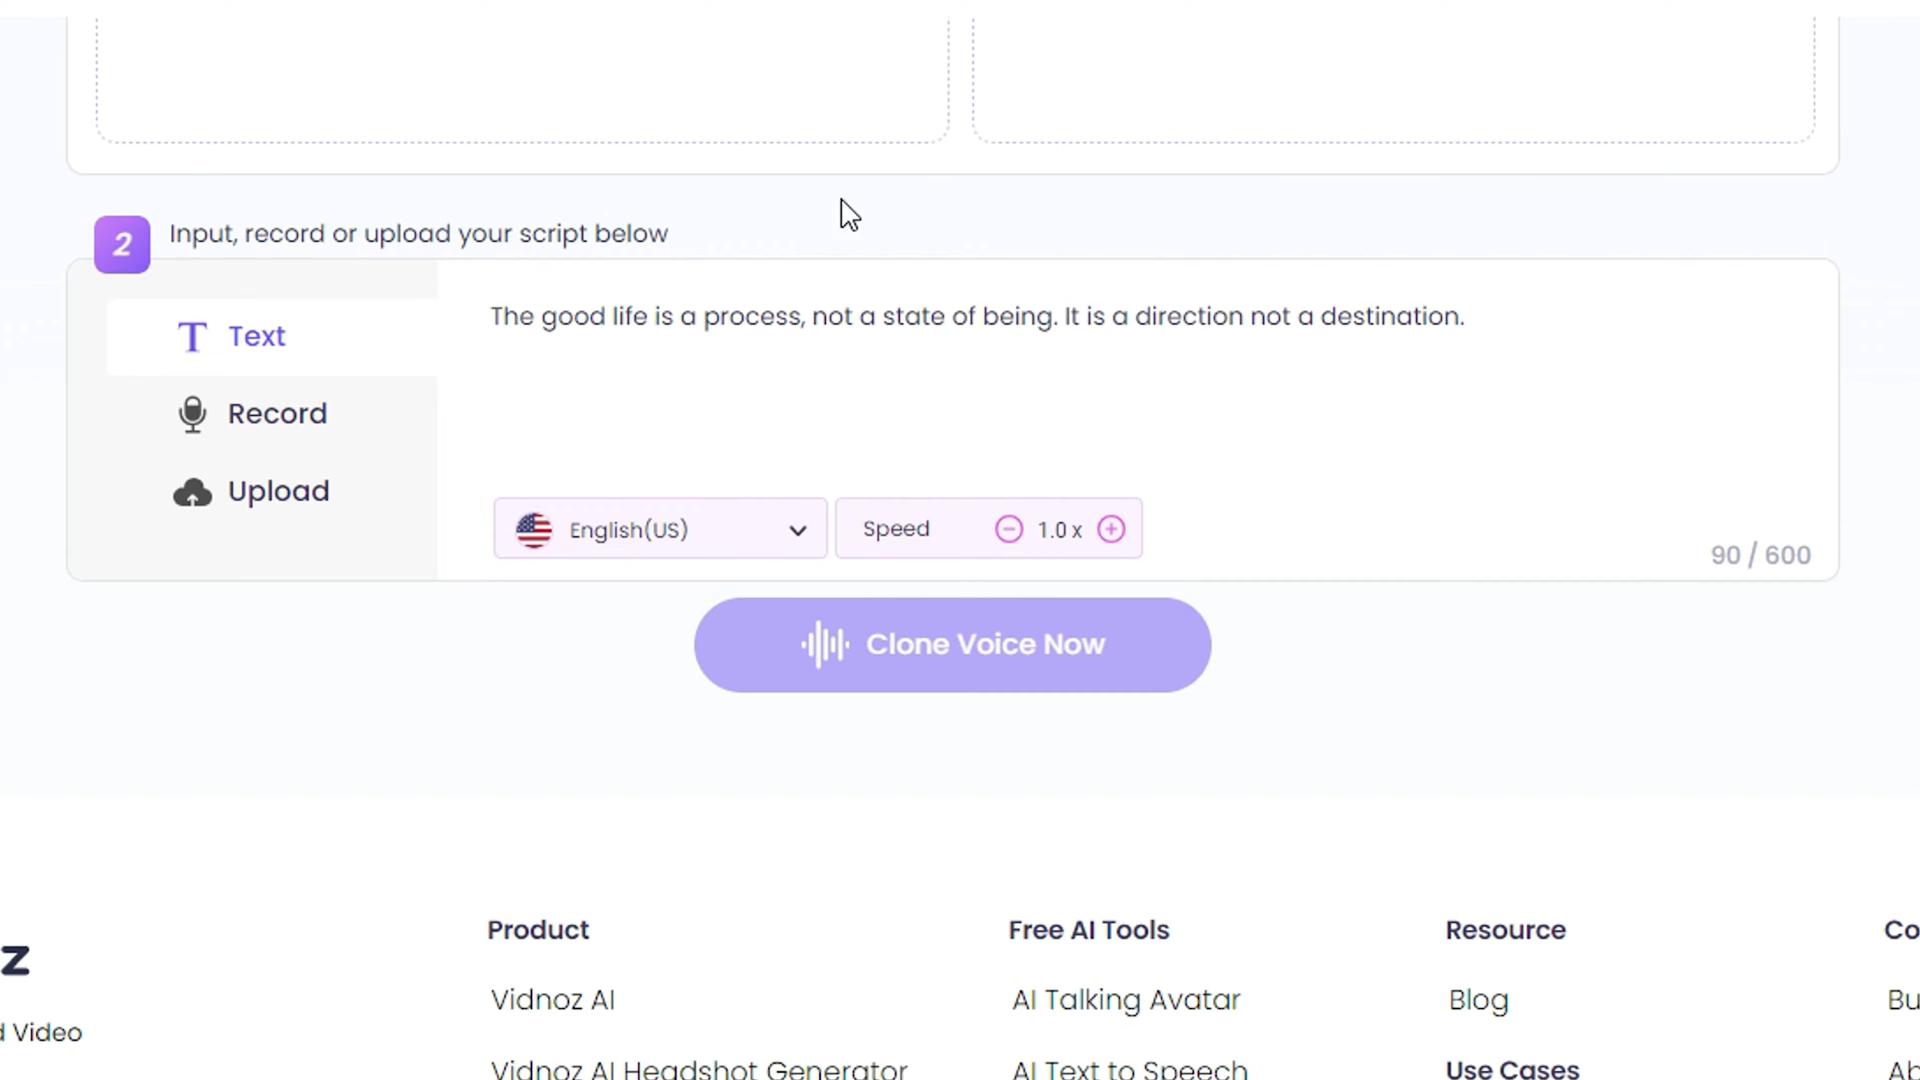 2 Input, record or upload your script below
Text
The good life is a process, not a state of being. It is a direction not a destination.
Record
Upload
English(US)
Speed
1.0 x
90 / 600
Clone Voice Now
Product
Free AI Tools
Resource
Vidnoz AI
AI Talking Avatar
Blog
Video
Vidnoz AI Headshot Generator
AI Text to Speech
Use Cases